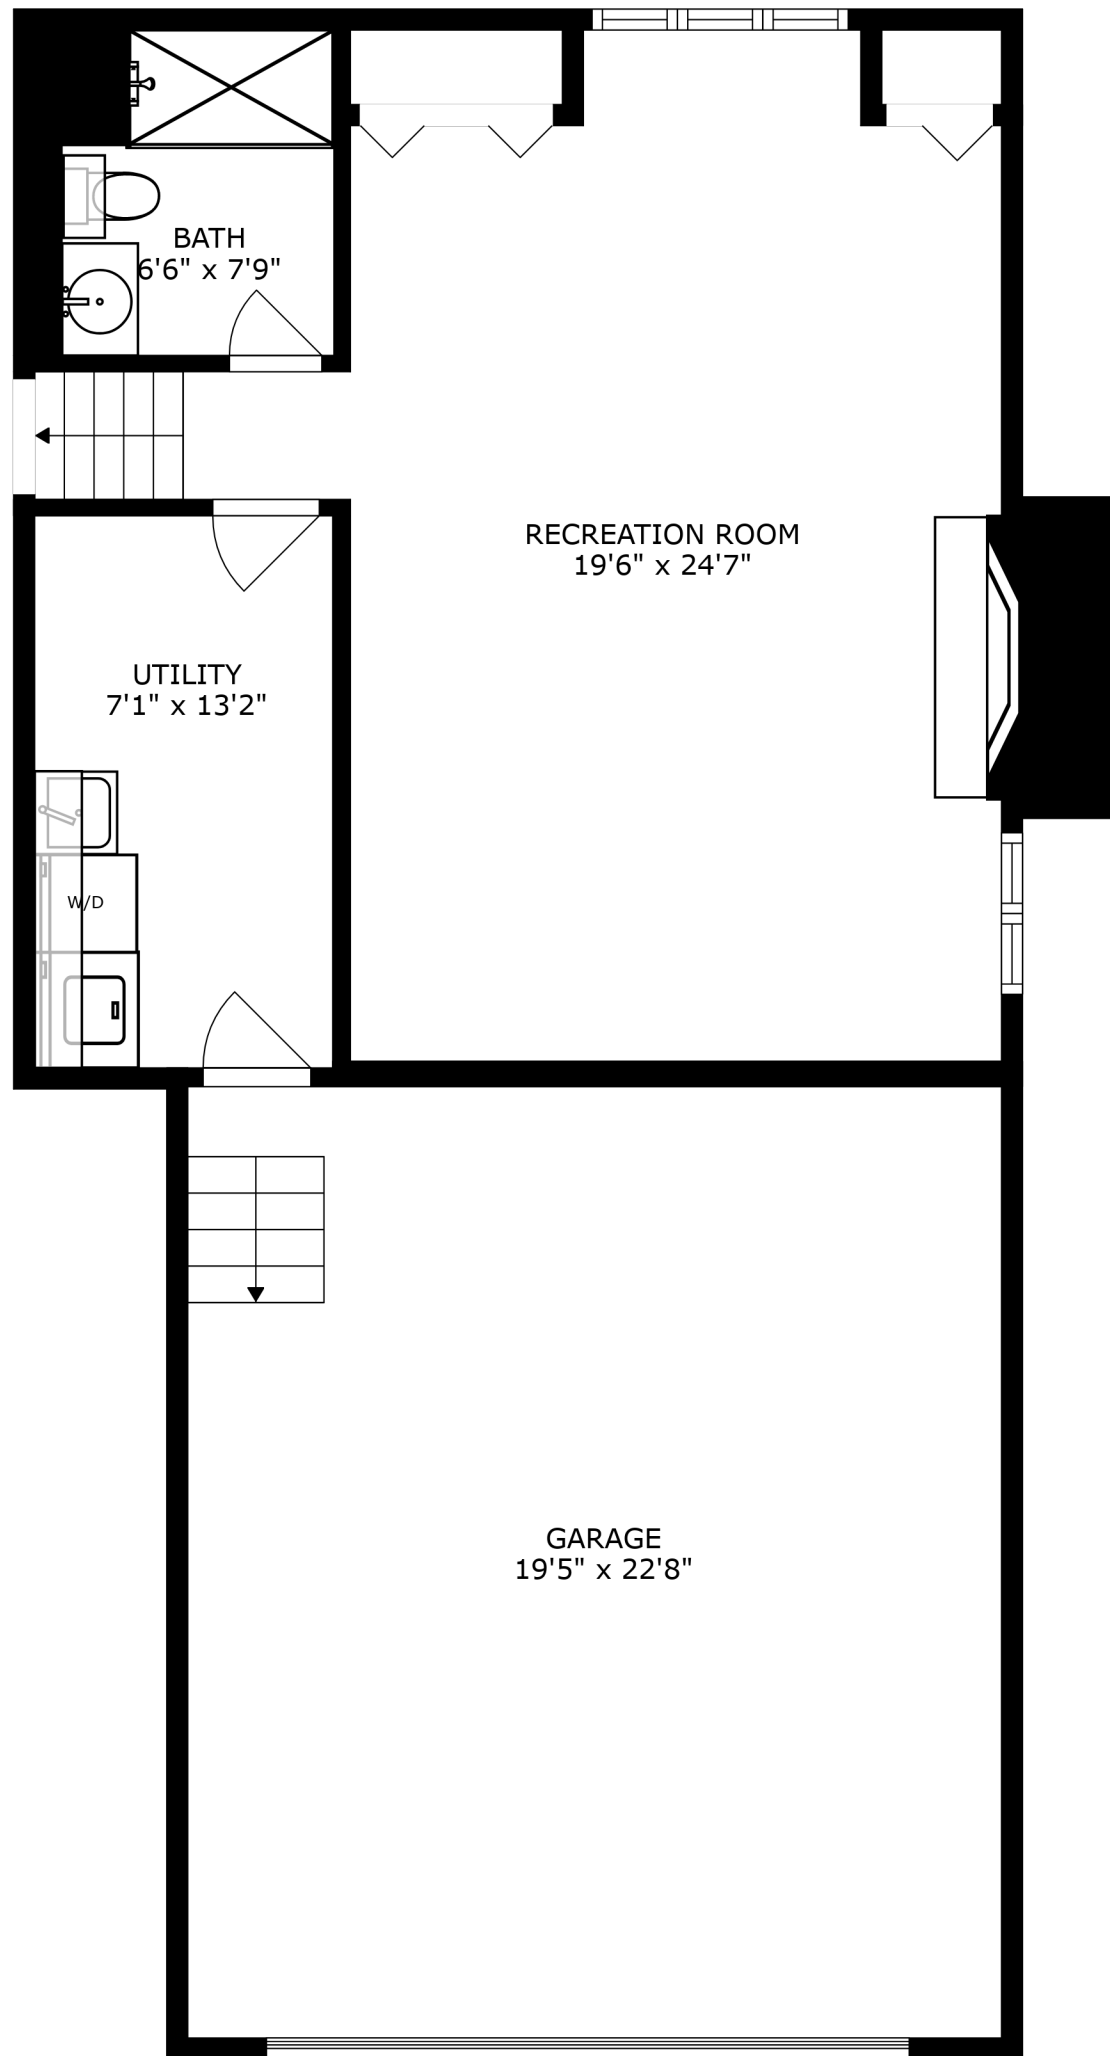 BATH
6'6" x 7'9"
RECREATION ROOM
19'6" x 24'7"
UTILITY
7'1" x 13'2"
W/D
GARAGE
19'5" x 22'8"